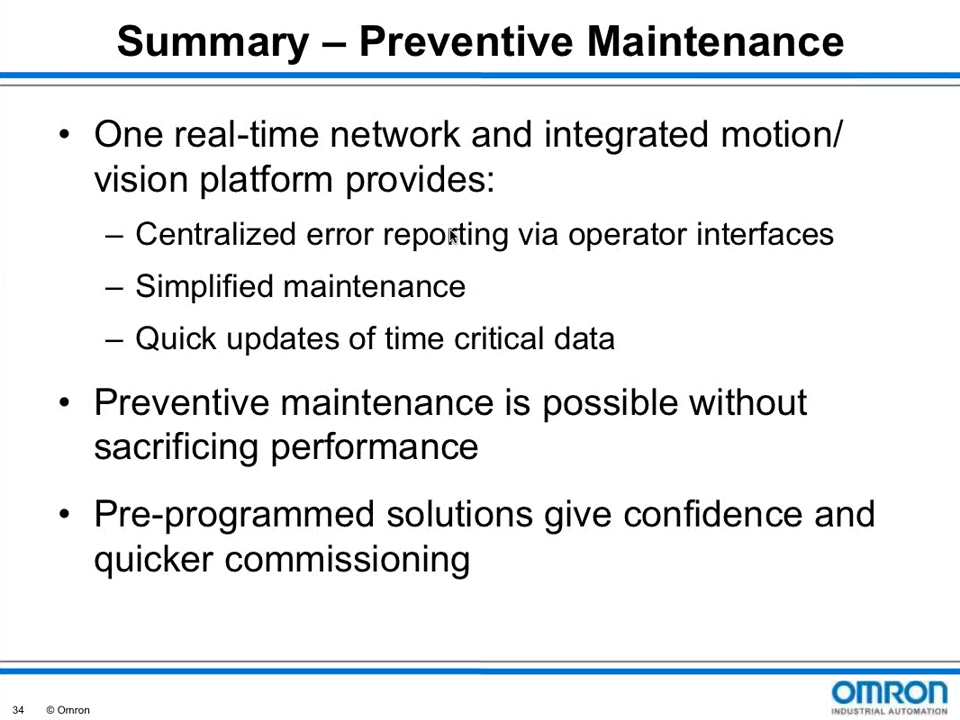 Summary – Preventive Maintenance
• One real-time network and integrated motion/
vision platform provides:
– Centralized error reporting via operator interfaces
– Simplified maintenance
– Quick updates of time critical data
• Preventive maintenance is possible without
sacrificing performance
• Pre-programmed solutions give confidence and
quicker commissioning
34 © Omron
OMRON
INDUSTRIAL AUTOMATION